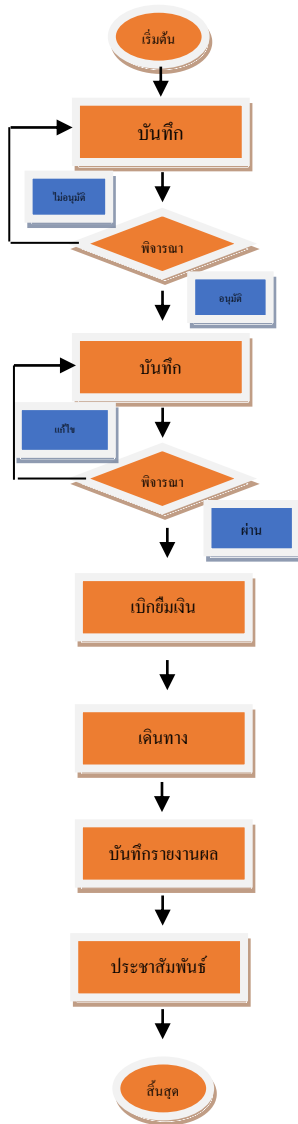 เริ่มต้น
บันทึก
ไม่อนุมัติ
พิจารณา
อนุมัติ
บันทึก
แก้ไข
พิจารณา
ผ่าน
เบิกยืมเงิน
เดินทาง
บันทึกรายงานผล
ประชาสัมพันธ์
สิ้นสุด